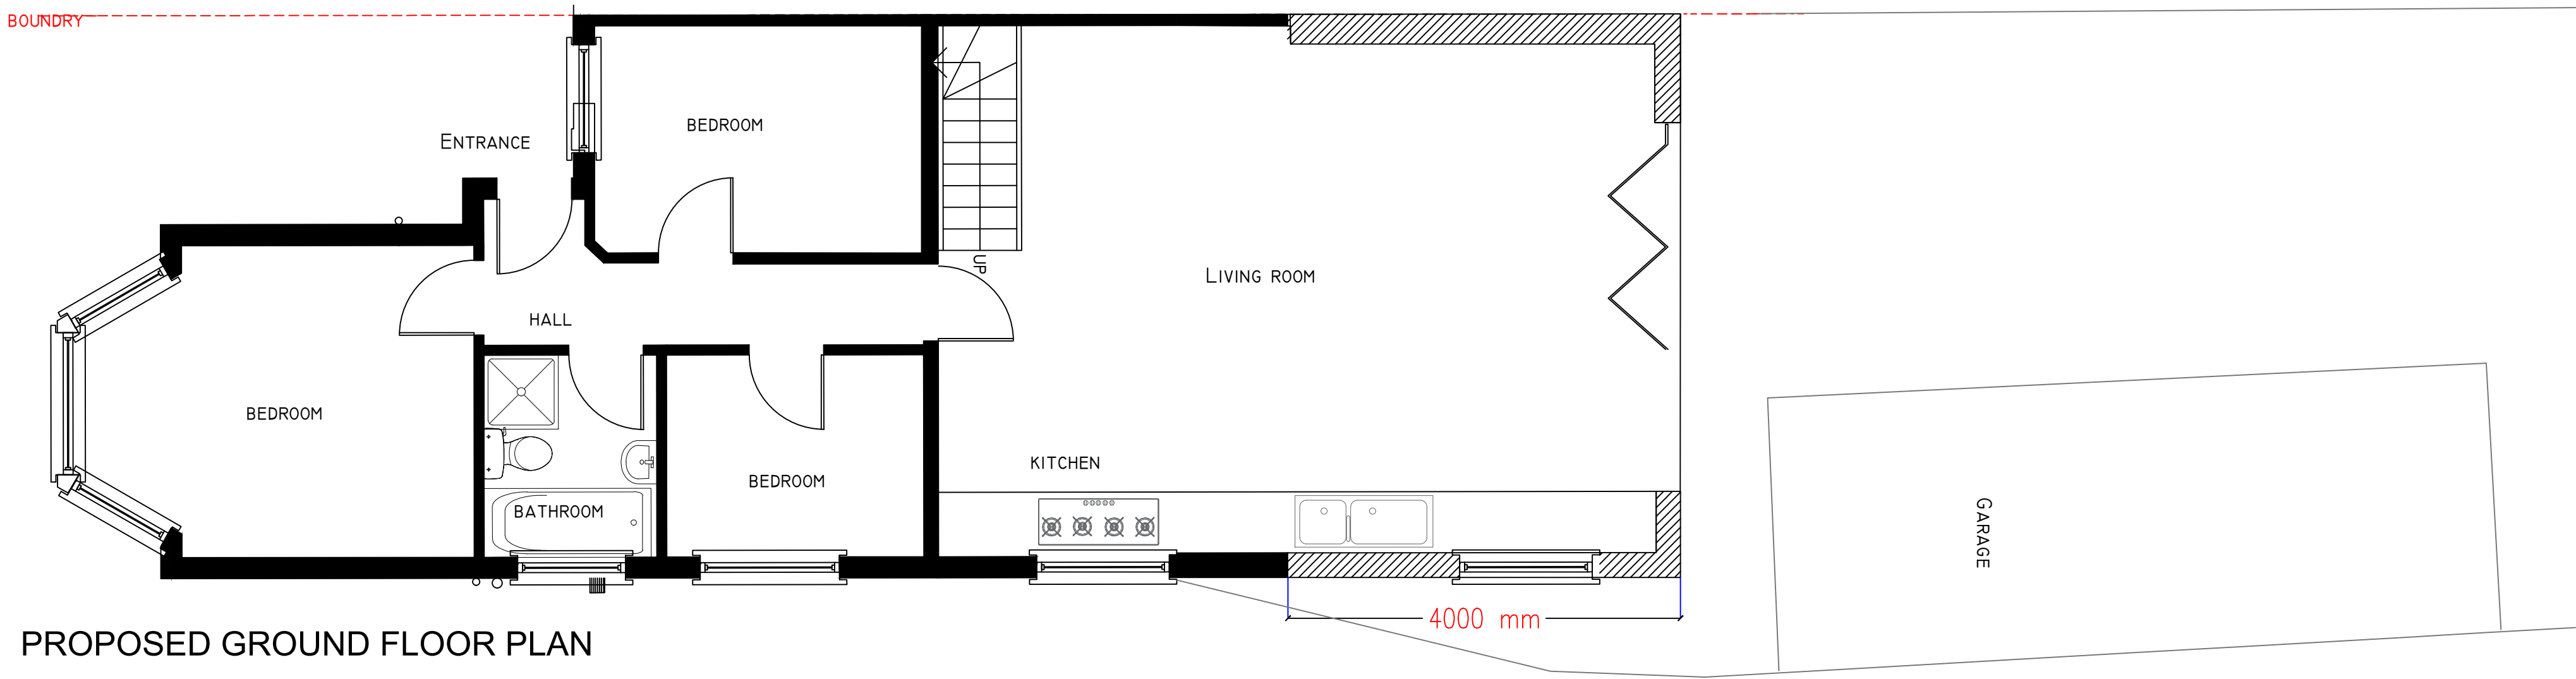 BOUNDRY
ENTRANCE
BEDROOM
UP
LIVING ROOM
HALL
BEDROOM
KITCHEN
BEDROOM
BATHROOM
GARAGE
4000 mm
PROPOSED GROUND FLOOR PLAN